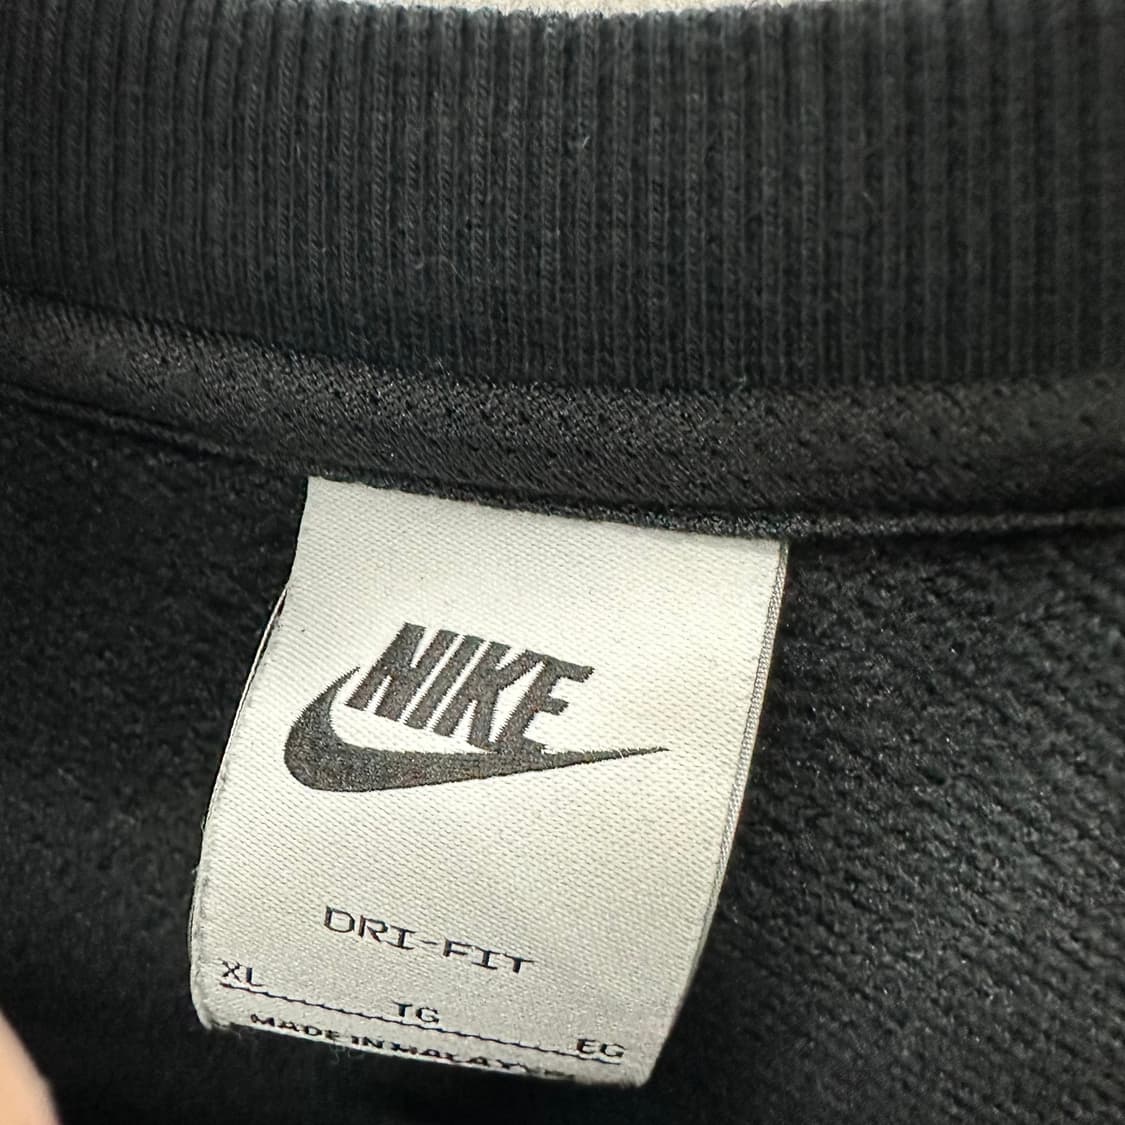 NIKE
DRI-FIT
XL TG EG
MADE IN MALAYSIA